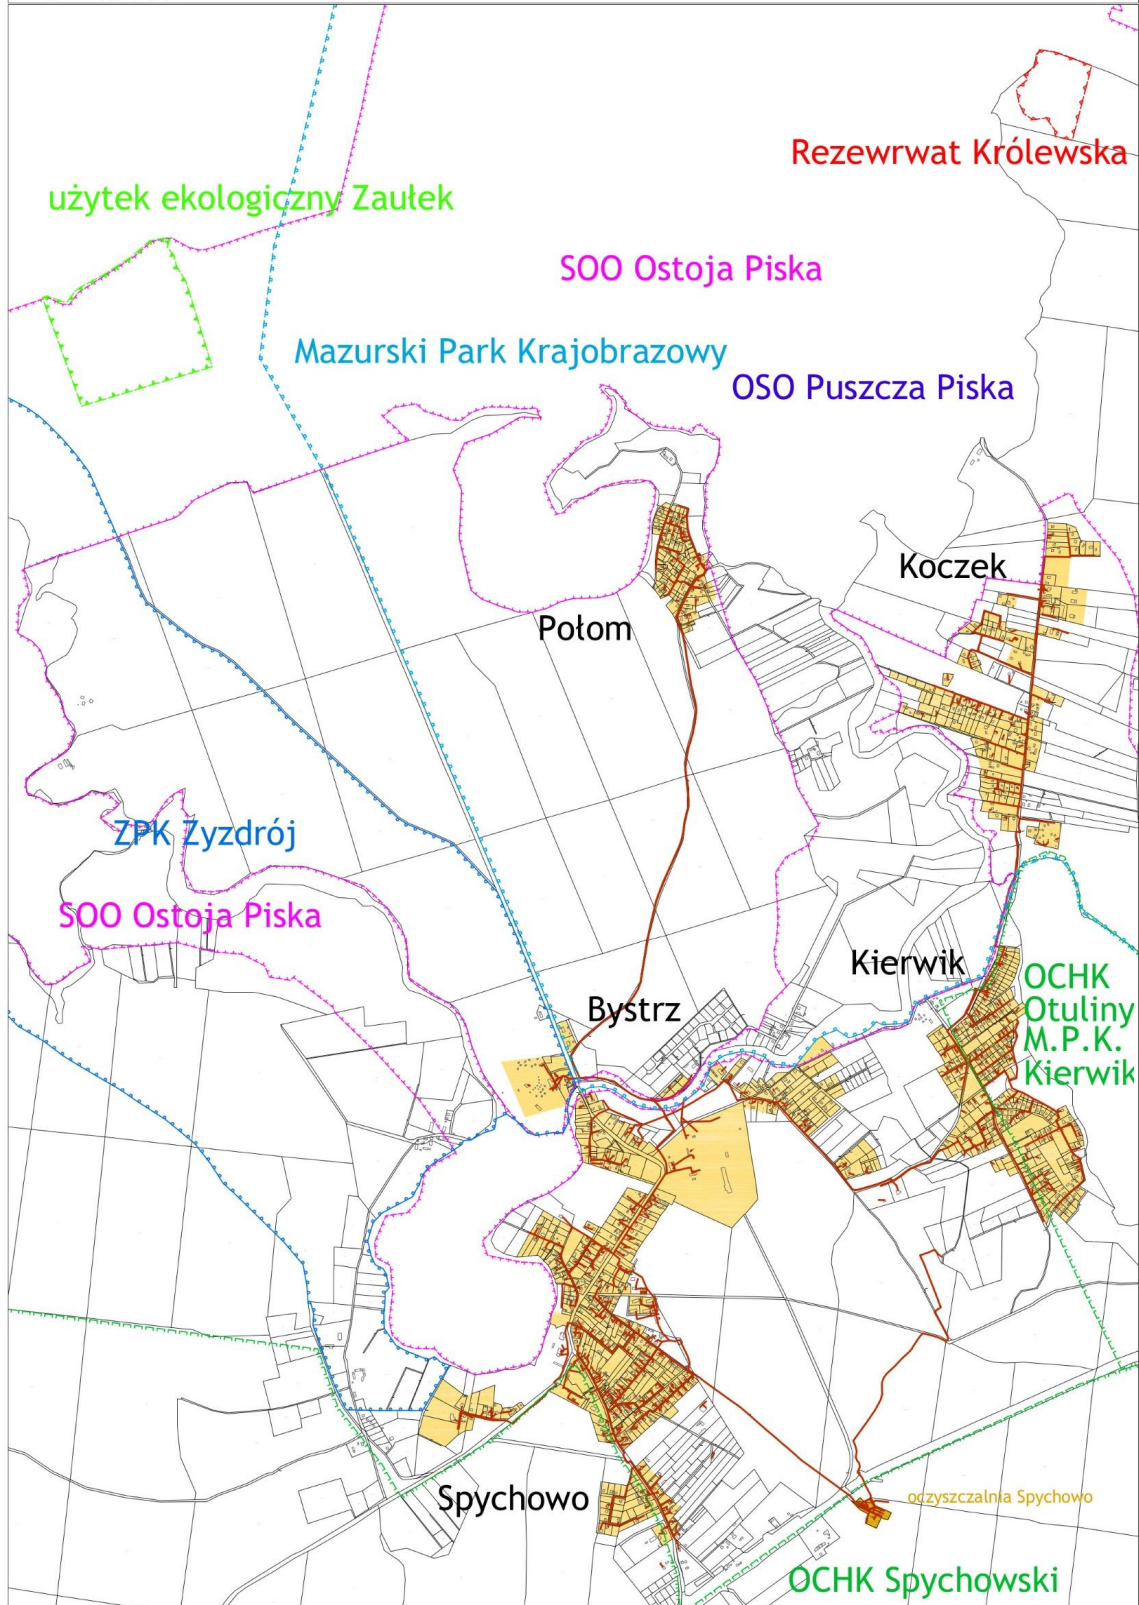 Rezewrwat Królewska
użytek ekologiczny Zaułek
SOO Ostoja Piska
Mazurski Park Krajobrazowy
OSO Puszcza Piska
Koczek
Połom
ZPK Zyzdrój
SOO Ostoja Piska
Kierwik
OCHK
Otuliny
M.P.K.
Kierwik
Bystrz
Spychowo
oczyszczalnia Spychowo
OCHK Spychowski